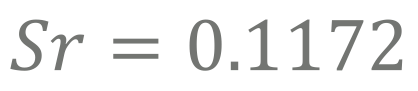 Sr = 0.1172